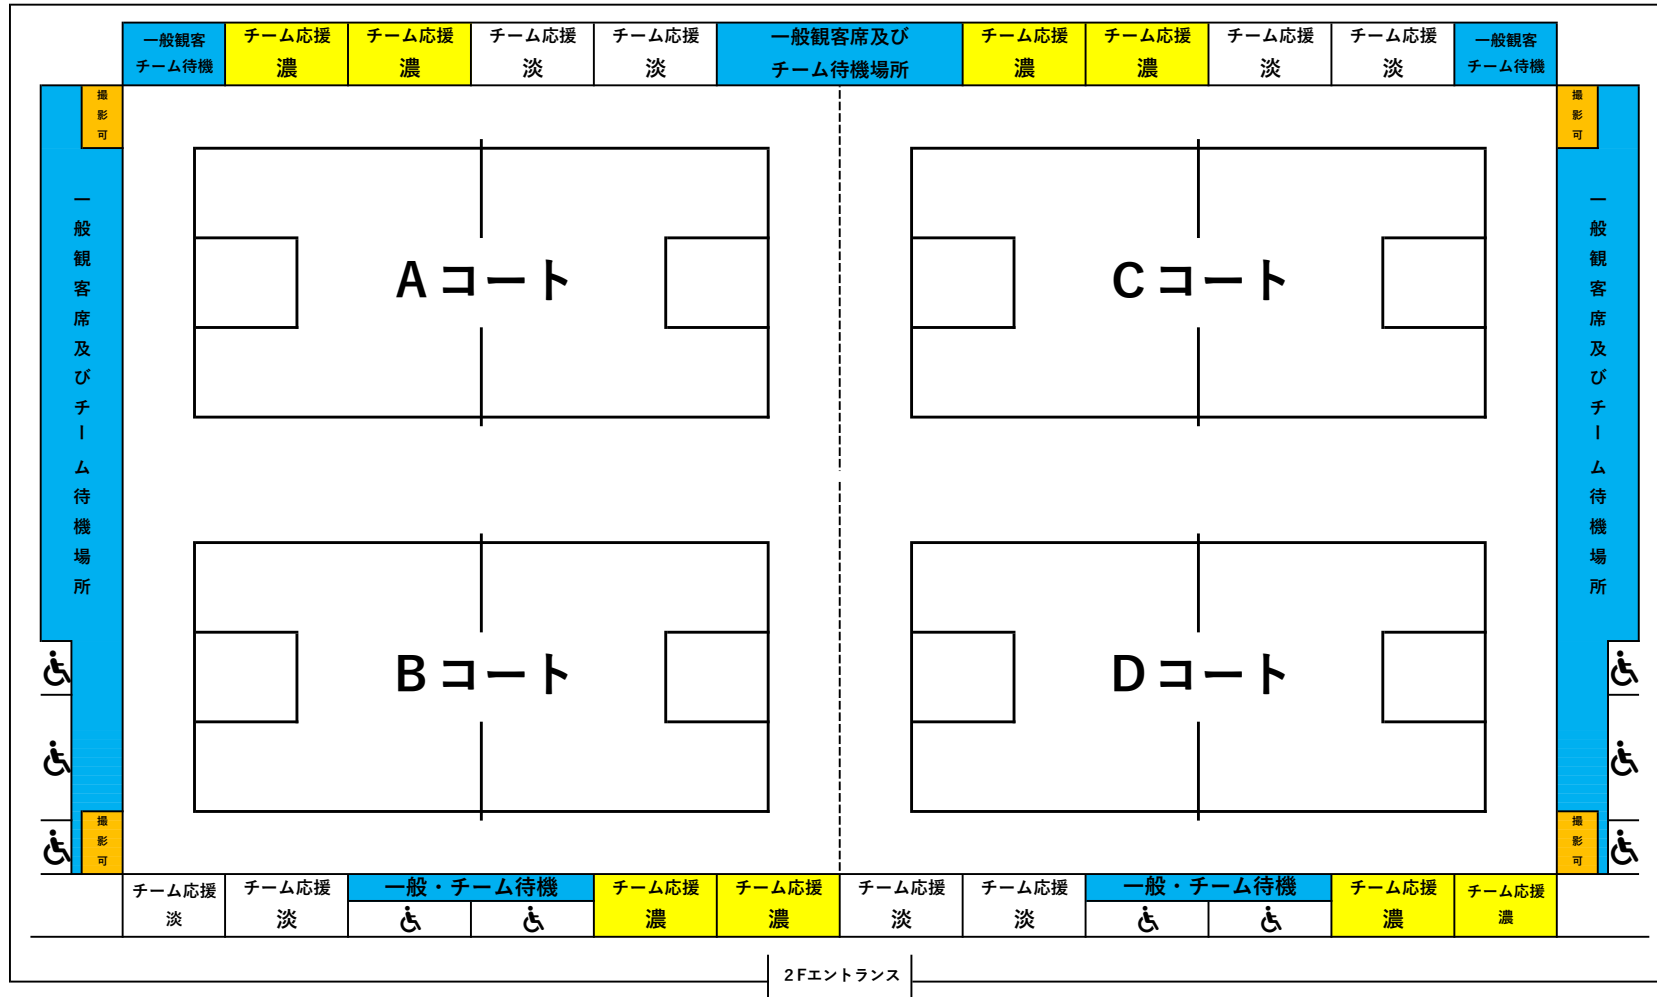 一般観客
チーム待機
チーム応援
濃
チーム応援
濃
チーム応援
淡
チーム応援
淡
一般観客席及び
チーム待機場所
チーム応援
濃
チーム応援
濃
チーム応援
淡
チーム応援
淡
一般観客
チーム待機
撮影可
撮影可
一般観客席及びチーム待機場所
Aコート
Cコート
一般観客席及びチーム待機場所
Bコート
Dコート
撮影可
撮影可
チーム応援
淡
チーム応援
淡
一般・チーム待機
チーム応援
濃
チーム応援
濃
チーム応援
淡
チーム応援
淡
一般・チーム待機
チーム応援
濃
チーム応援
濃
2Fエントランス